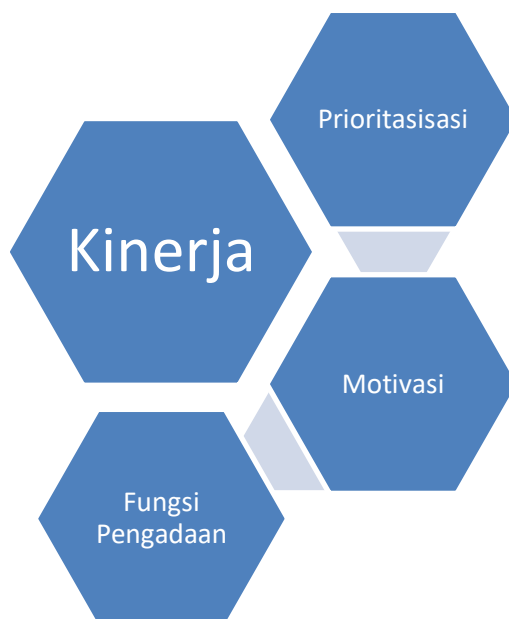 Prioritasisasi
Kinerja
Motivasi
Fungsi
Pengadaan